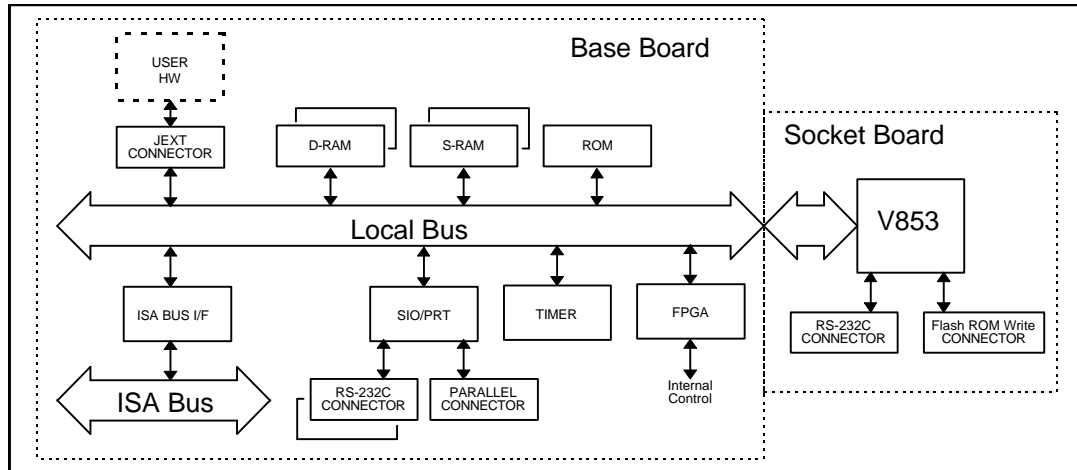 Base Board
USER
HW
JEXT
CONNECTOR
D-RAM
S-RAM
ROM
Socket Board
V853
Local Bus
ISA BUS I/F
SIO/PRT
TIMER
FPGA
RS-232C
CONNECTOR
Flash ROM Write
CONNECTOR
ISA Bus
RS-232C
CONNECTOR
PARALLEL
CONNECTOR
Internal
Control